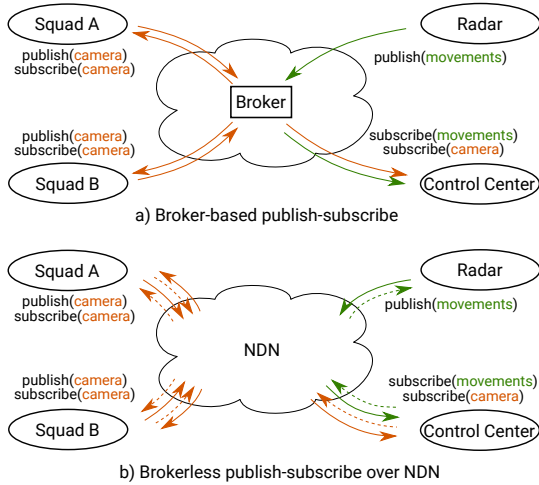 Squad A
publish(camera)
subscribe(camera)
Radar
publish(movements)
Broker
publish(camera)
subscribe(camera)
Squad B
subscribe(movements)
subscribe(camera)
Control Center
a) Broker-based publish-subscribe
Squad A
publish(camera)
subscribe(camera)
Radar
publish(movements)
NDN
publish(camera)
subscribe(camera)
Squad B
subscribe(movements)
subscribe(camera)
Control Center
b) Brokerless publish-subscribe over NDN